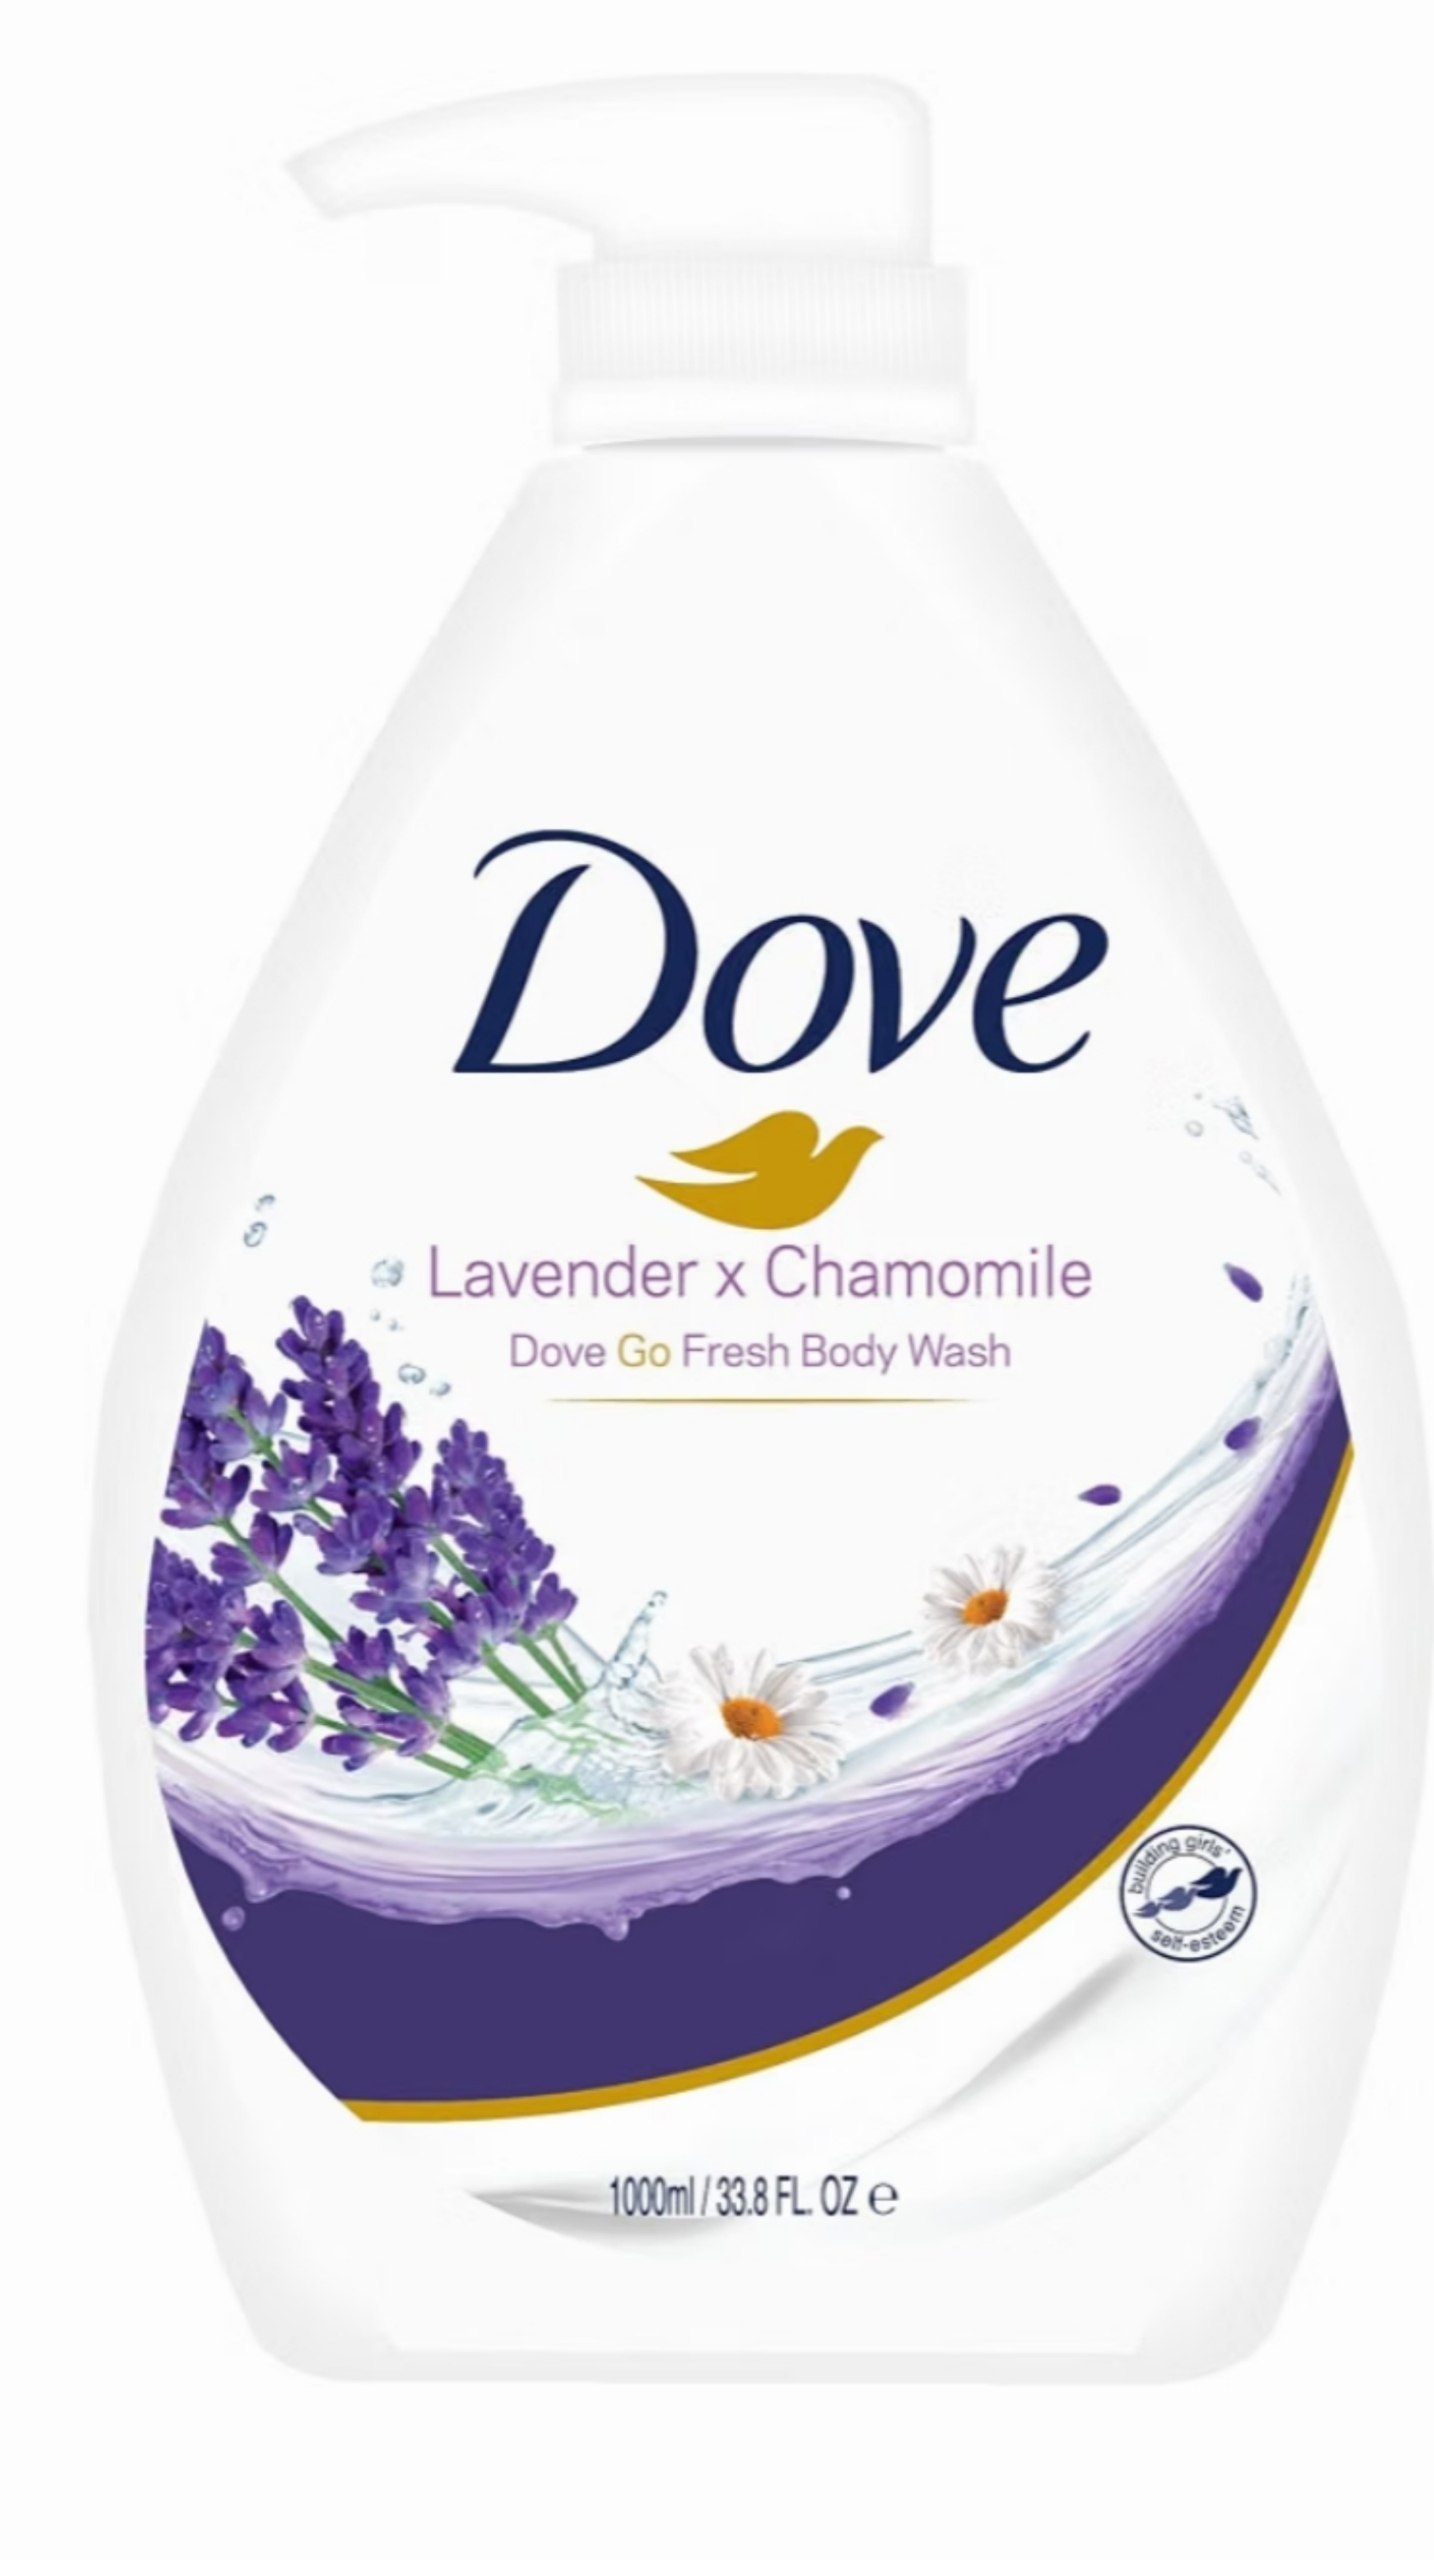 Dove
Lavender x Chamomile
Dove Go Fresh Body Wash
building girls'
self-esteem
1000ml / 33.8 FL. OZ e